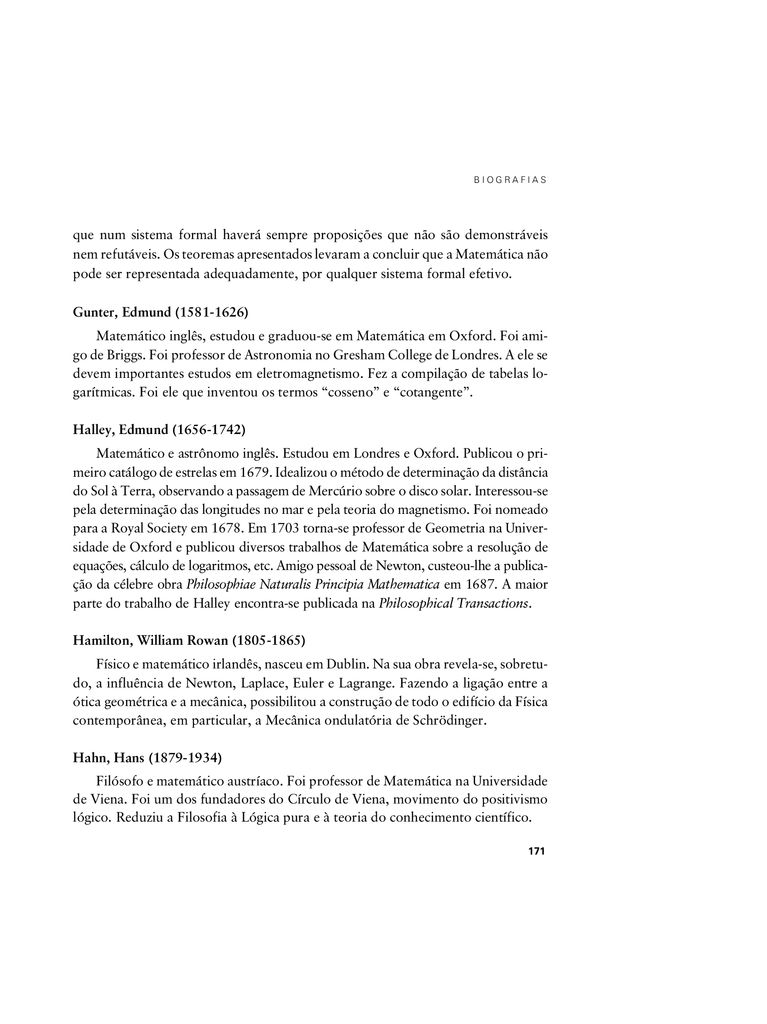 BIOGRAFIAS
que num sistema formal haverá sempre proposições que não são demonstráveis
nem refutáveis. Os teoremas apresentados levaram a concluir que a Matemática não
pode ser representada adequadamente, por qualquer sistema formal efetivo.
Gunter, Edmund (1581-1626)
Matemático inglês, estudou e graduou-se em Matemática em Oxford. Foi ami-
go de Briggs. Foi professor de Astronomia no Gresham College de Londres. A ele se
devem importantes estudos em eletromagnetismo. Fez a compilação de tabelas lo-
garítmicas. Foi ele que inventou os termos “cosseno” e “cotangente”.
Halley, Edmund (1656-1742)
Matemático e astrônomo inglês. Estudou em Londres e Oxford. Publicou o pri-
meiro catálogo de estrelas em 1679. Idealizou o método de determinação da distância
do Sol à Terra, observando a passagem de Mercúrio sobre o disco solar. Interessou-se
pela determinação das longitudes no mar e pela teoria do magnetismo. Foi nomeado
para a Royal Society em 1678. Em 1703 torna-se professor de Geometria na Univer-
sidade de Oxford e publicou diversos trabalhos de Matemática sobre a resolução de
equações, cálculo de logaritmos, etc. Amigo pessoal de Newton, custeou-lhe a publica-
ção da célebre obra Philosophiae Naturalis Principia Mathematica em 1687. A maior
parte do trabalho de Halley encontra-se publicada na Philosophical Transactions.
Hamilton, William Rowan (1805-1865)
Físico e matemático irlandês, nasceu em Dublin. Na sua obra revela-se, sobretu-
do, a influência de Newton, Laplace, Euler e Lagrange. Fazendo a ligação entre a
ótica geométrica e a mecânica, possibilitou a construção de todo o edifício da Física
contemporânea, em particular, a Mecânica ondulatória de Schrödinger.
Hahn, Hans (1879-1934)
Filósofo e matemático austríaco. Foi professor de Matemática na Universidade
de Viena. Foi um dos fundadores do Círculo de Viena, movimento do positivismo
lógico. Reduziu a Filosofia à Lógica pura e à teoria do conhecimento científico.
171